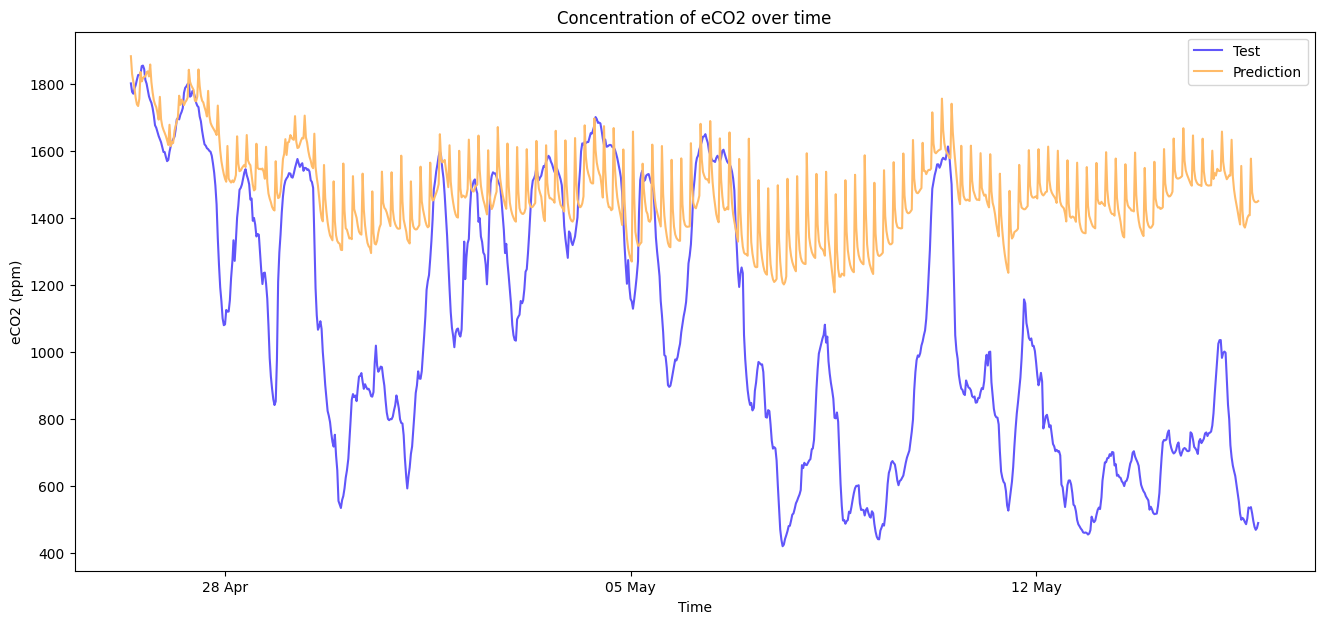 Concentration of eCO2 over time
Test
Prediction
eCO2 (ppm)
1800
1600
1400
1200
1000
800
600
400
28 Apr
05 May
12 May
Time